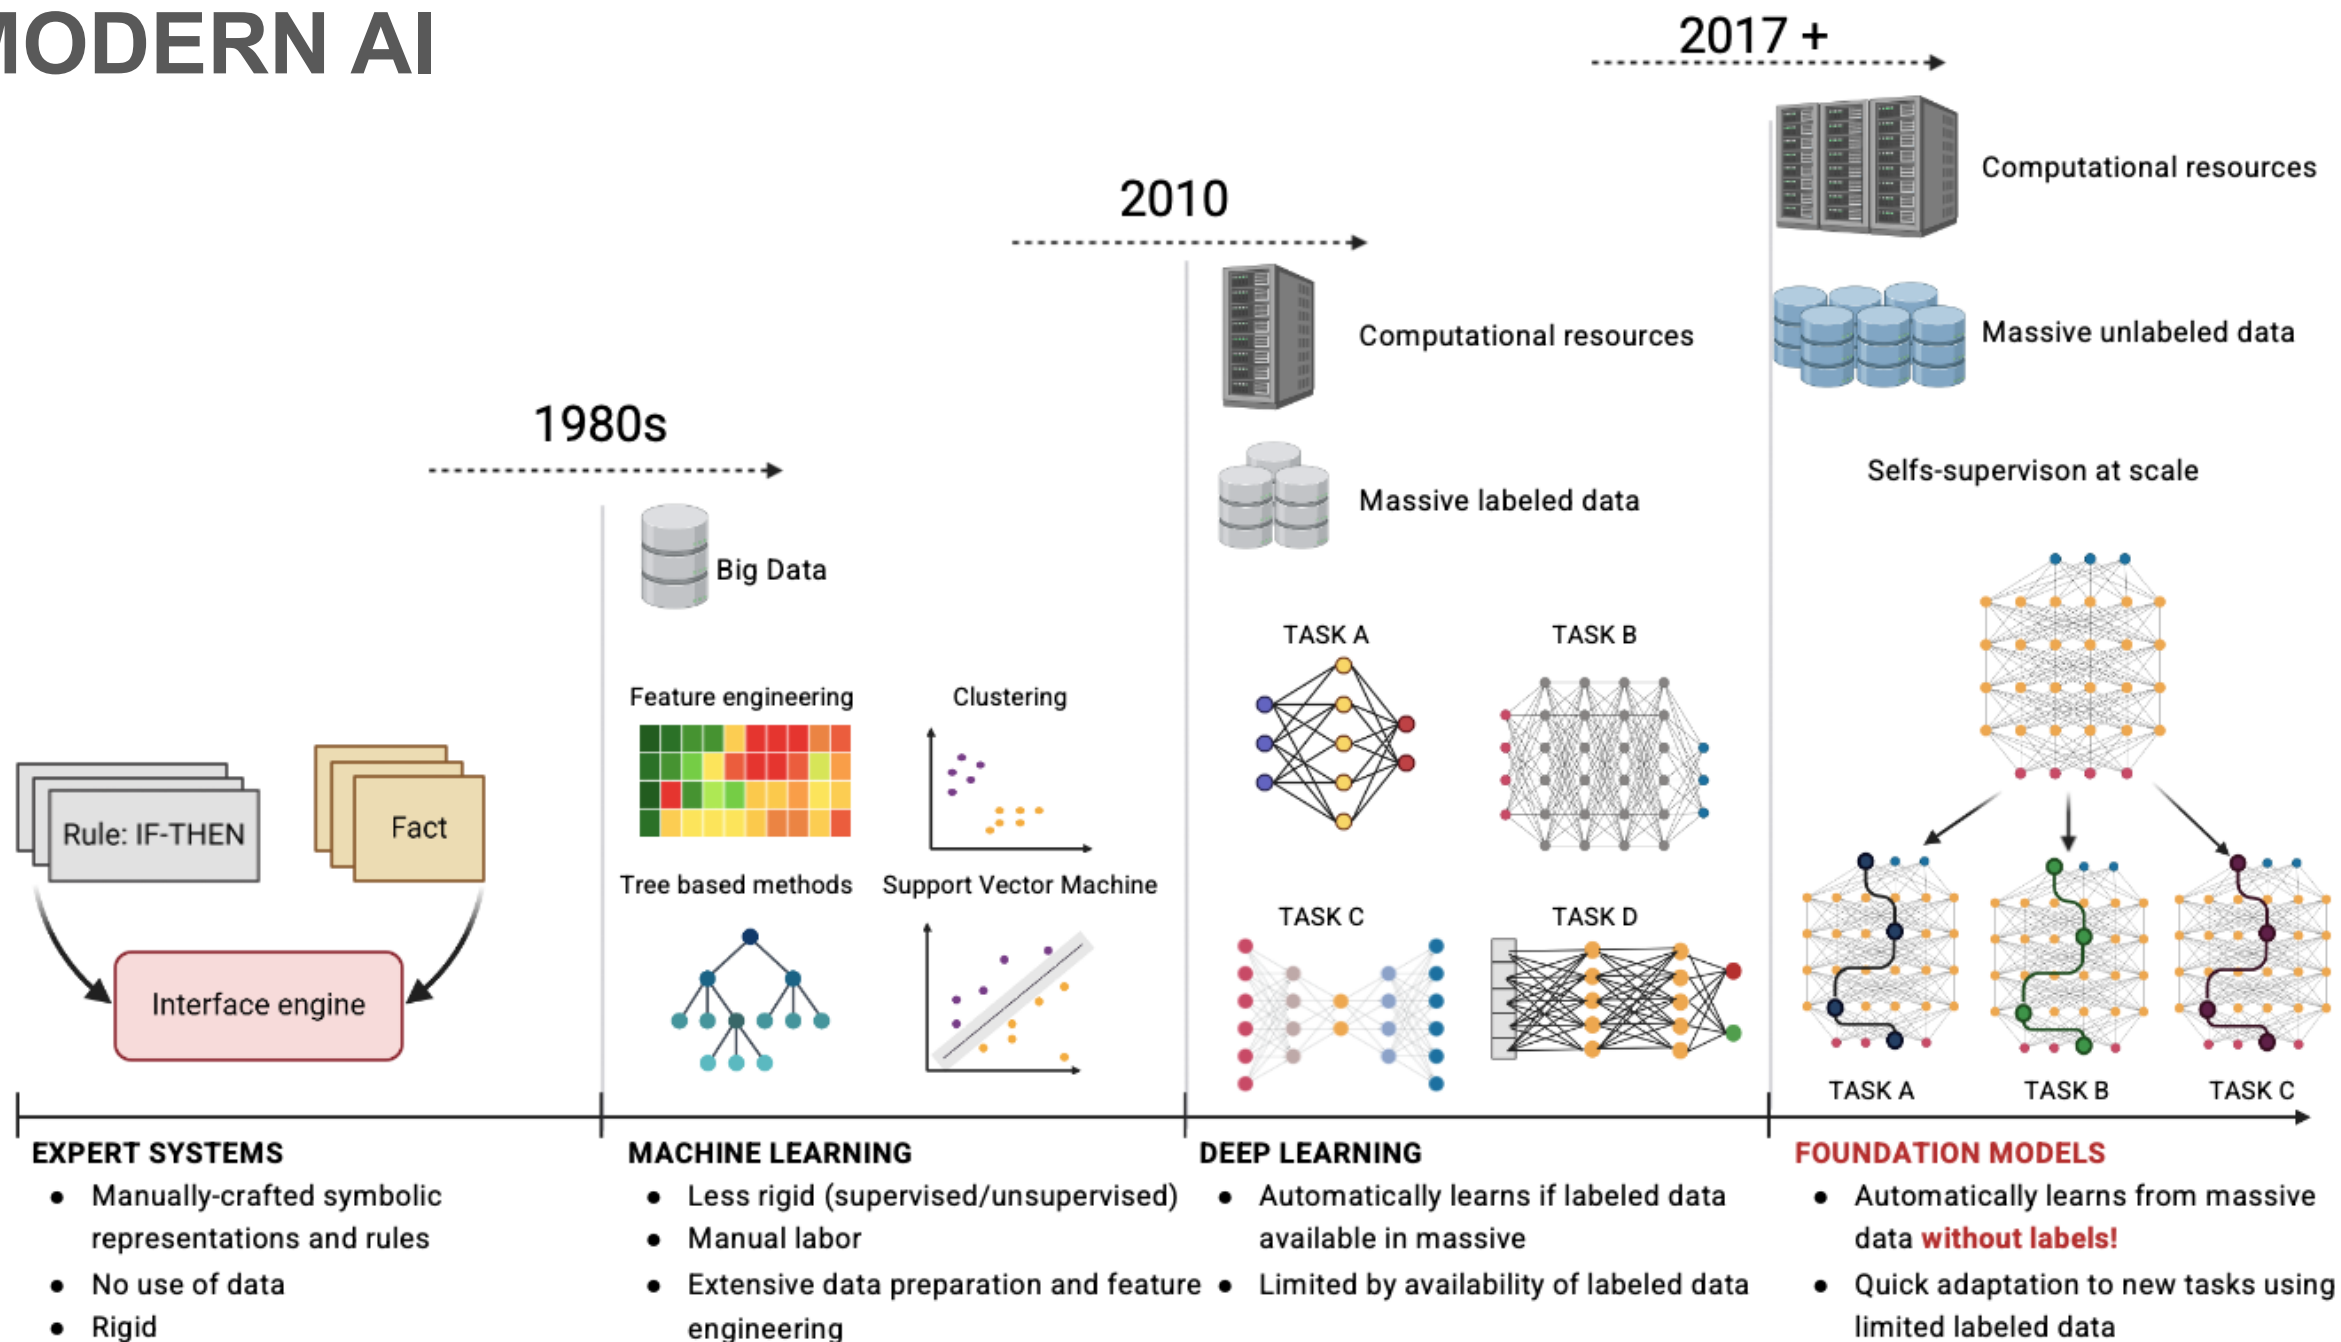 MODERN AI
2017 +
Computational resources
Massive unlabeled data
Selfs-supervison at scale
2010
Computational resources
Massive labeled data
1980s
Big Data
TASK A
TASK B
TASK C
TASK D
Feature engineering
Clustering
Tree based methods
Support Vector Machine
Rule: IF-THEN
Fact
Interface engine
TASK A
TASK B
TASK C
EXPERT SYSTEMS
● Manually-crafted symbolic
representations and rules
● No use of data
● Rigid
MACHINE LEARNING
● Less rigid (supervised/unsupervised)
● Manual labor
● Extensive data preparation and feature
engineering
DEEP LEARNING
● Automatically learns if labeled data
available in massive
● Limited by availability of labeled data
FOUNDATION MODELS
● Automatically learns from massive
data without labels!
● Quick adaptation to new tasks using
limited labeled data